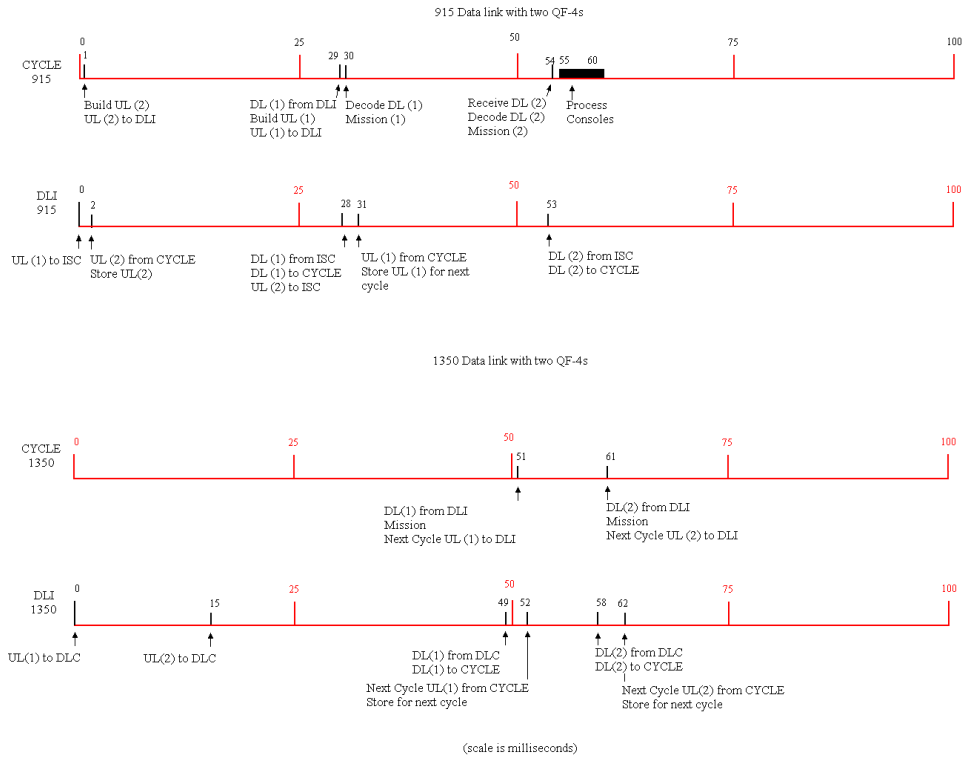 915 Data link with two QF-4s
0
25
50
75
100
1
29
30
54
55
60
CYCLE
915
Build UL (2)
UL (2) to DLI
DL (1) from DLI
Build UL (1)
UL (1) to DLI
Decode DL (1)
Mission (1)
Receive DL (2)
Decode DL (2)
Mission (2)
Process
Consoles
DLI
915
0
25
50
75
100
2
28
31
53
UL (1) to ISC
UL (2) from CYCLE
Store UL(2)
DL (1) from ISC
DL (1) to CYCLE
UL (2) to ISC
UL (1) from CYCLE
Store UL (1) for next
cycle
DL (2) from ISC
DL (2) to CYCLE
1350 Data link with two QF-4s
CYCLE
1350
0
25
50
75
100
51
61
DL(1) from DLI
Mission
Next Cycle UL (1) to DLI
DL(2) from DLI
Mission
Next Cycle UL (2) to DLI
DLI
1350
0
25
50
75
100
15
49
52
58
62
UL(1) to DLC
UL(2) to DLC
DL(1) from DLC
DL(1) to CYCLE
Next Cycle UL(1) from CYCLE
Store for next cycle
DL(2) from DLC
DL(2) to CYCLE
Next Cycle UL(2) from CYCLE
Store for next cycle
(scale is milliseconds)